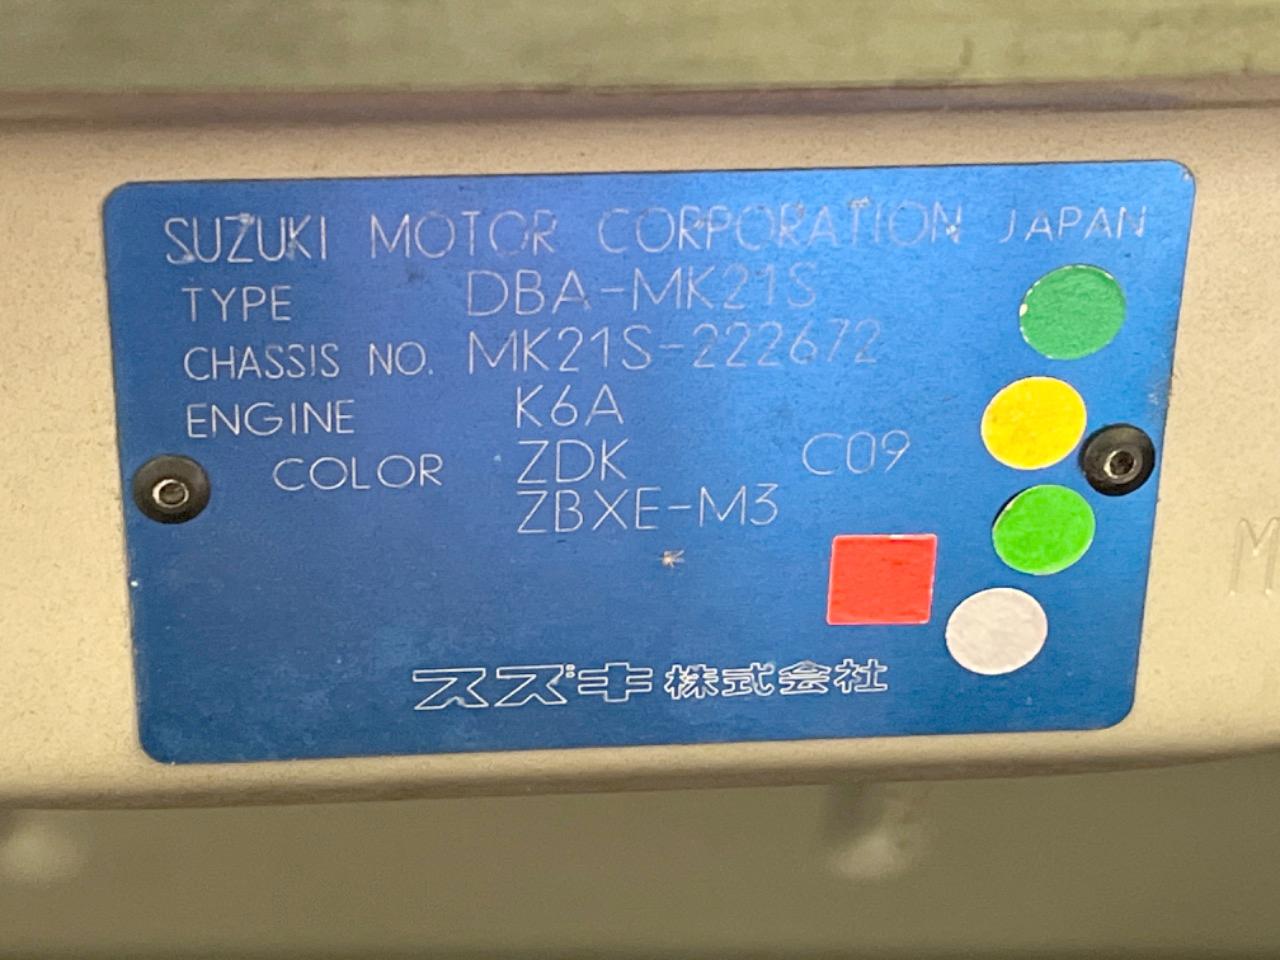 SUZUKI MOTOR CORPORATION JAPAN
TYPE DBA-MK21S
CHASSIS NO. MK21S-222672
ENGINE K6A
COLOR ZDK C09
ZBXE-M3
スズキ株式会社
M